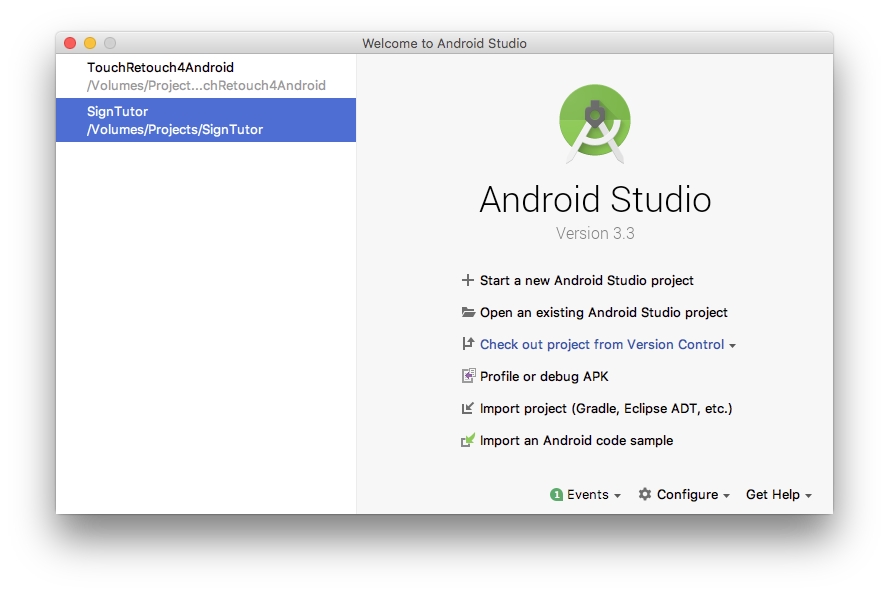 Welcome to Android Studio
TouchRetouch4Android
/Volumes/Project...chRetouch4Android
SignTutor
/Volumes/Projects/SignTutor
Android Studio
Version 3.3
Start a new Android Studio project
Open an existing Android Studio project
Check out project from Version Control
Profile or debug APK
Import project (Gradle, Eclipse ADT, etc.)
Import an Android code sample
1 Events Configure Get Help